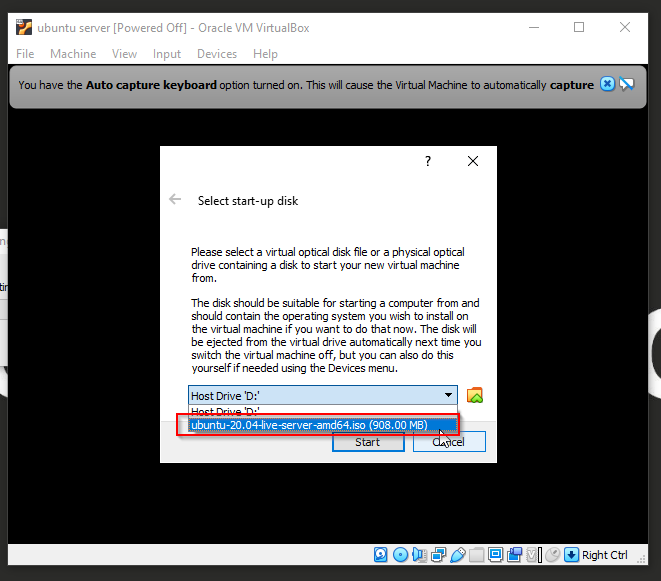 ubuntu server [Powered Off] - Oracle VM VirtualBox
File Machine View Input Devices Help
You have the Auto capture keyboard option turned on. This will cause the Virtual Machine to automatically capture
?
Select start-up disk
Please select a virtual optical disk file or a physical optical
drive containing a disk to start your new virtual machine
from.
The disk should be suitable for starting a computer from and
should contain the operating system you wish to install on
the virtual machine if you want to do that now. The disk will
be ejected from the virtual drive automatically next time you
switch the virtual machine off, but you can also do this
yourself if needed using the Devices menu.
Host Drive 'D:'
Host Drive 'D:'
ubuntu-20.04-live-server-amd64.iso (908.00 MB)
Start Cancel
Right Ctrl